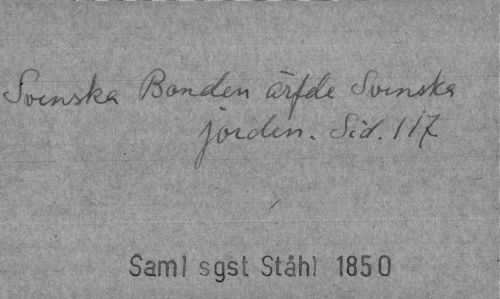 Svenska Bonden ärfde Svenska
jorden. Sid. 117
Saml sgst Ståhl 1850